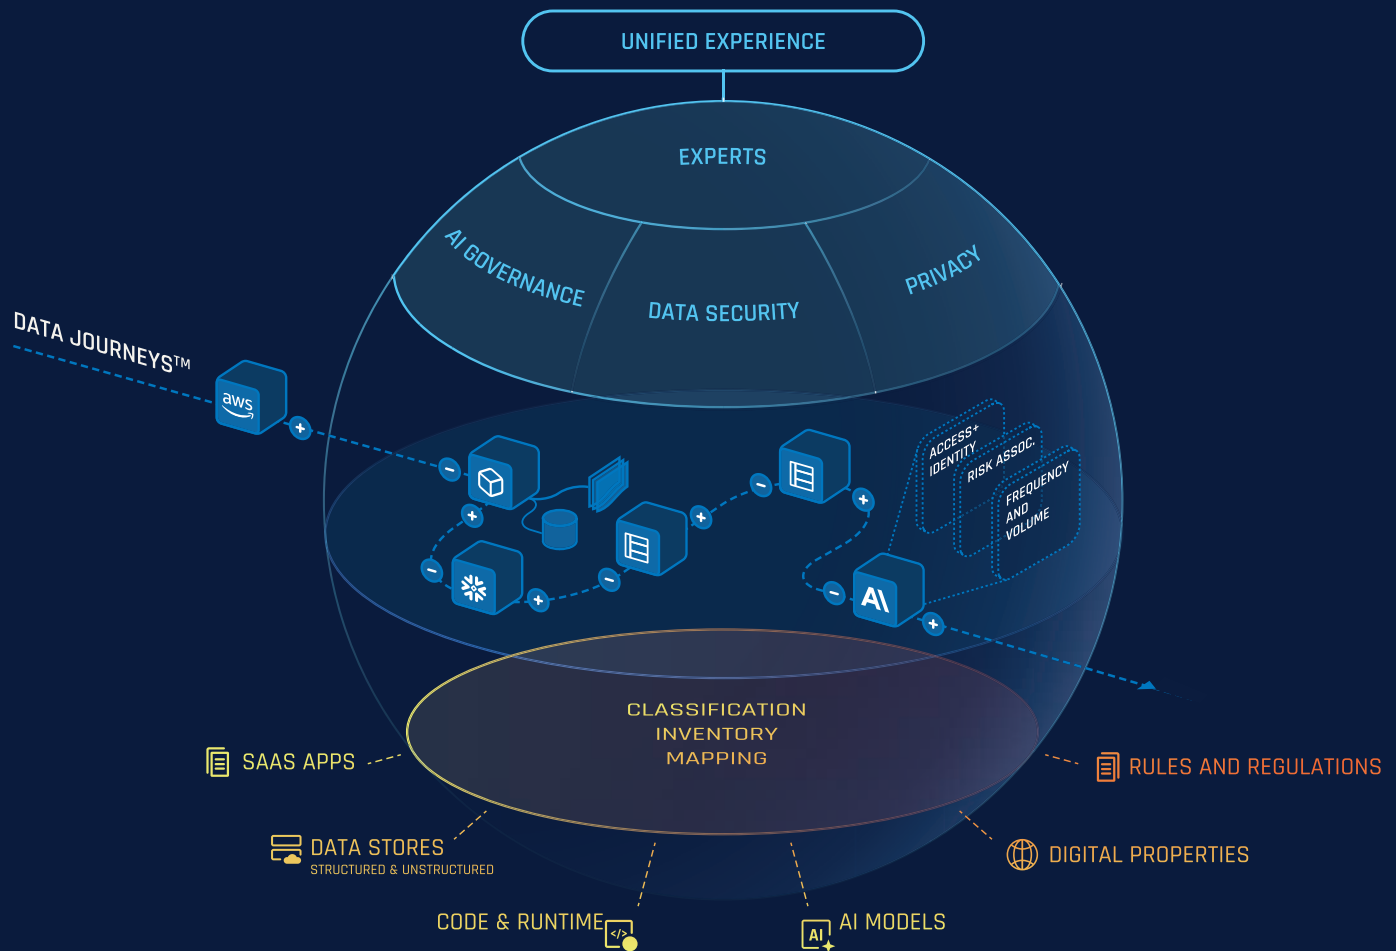 UNIFIED EXPERIENCE
EXPERTS
AI GOVERNANCE
DATA SECURITY
PRIVACY
DATA JOURNEYS™
aws
ACCESS+
IDENTITY
RISK ASSOC.
FREQUENCY
AND
VOLUME
AI
CLASSIFICATION
INVENTORY
MAPPING
SAAS APPS
RULES AND REGULATIONS
DATA STORES
STRUCTURED & UNSTRUCTURED
DIGITAL PROPERTIES
CODE & RUNTIME
</>
AI
AI MODELS